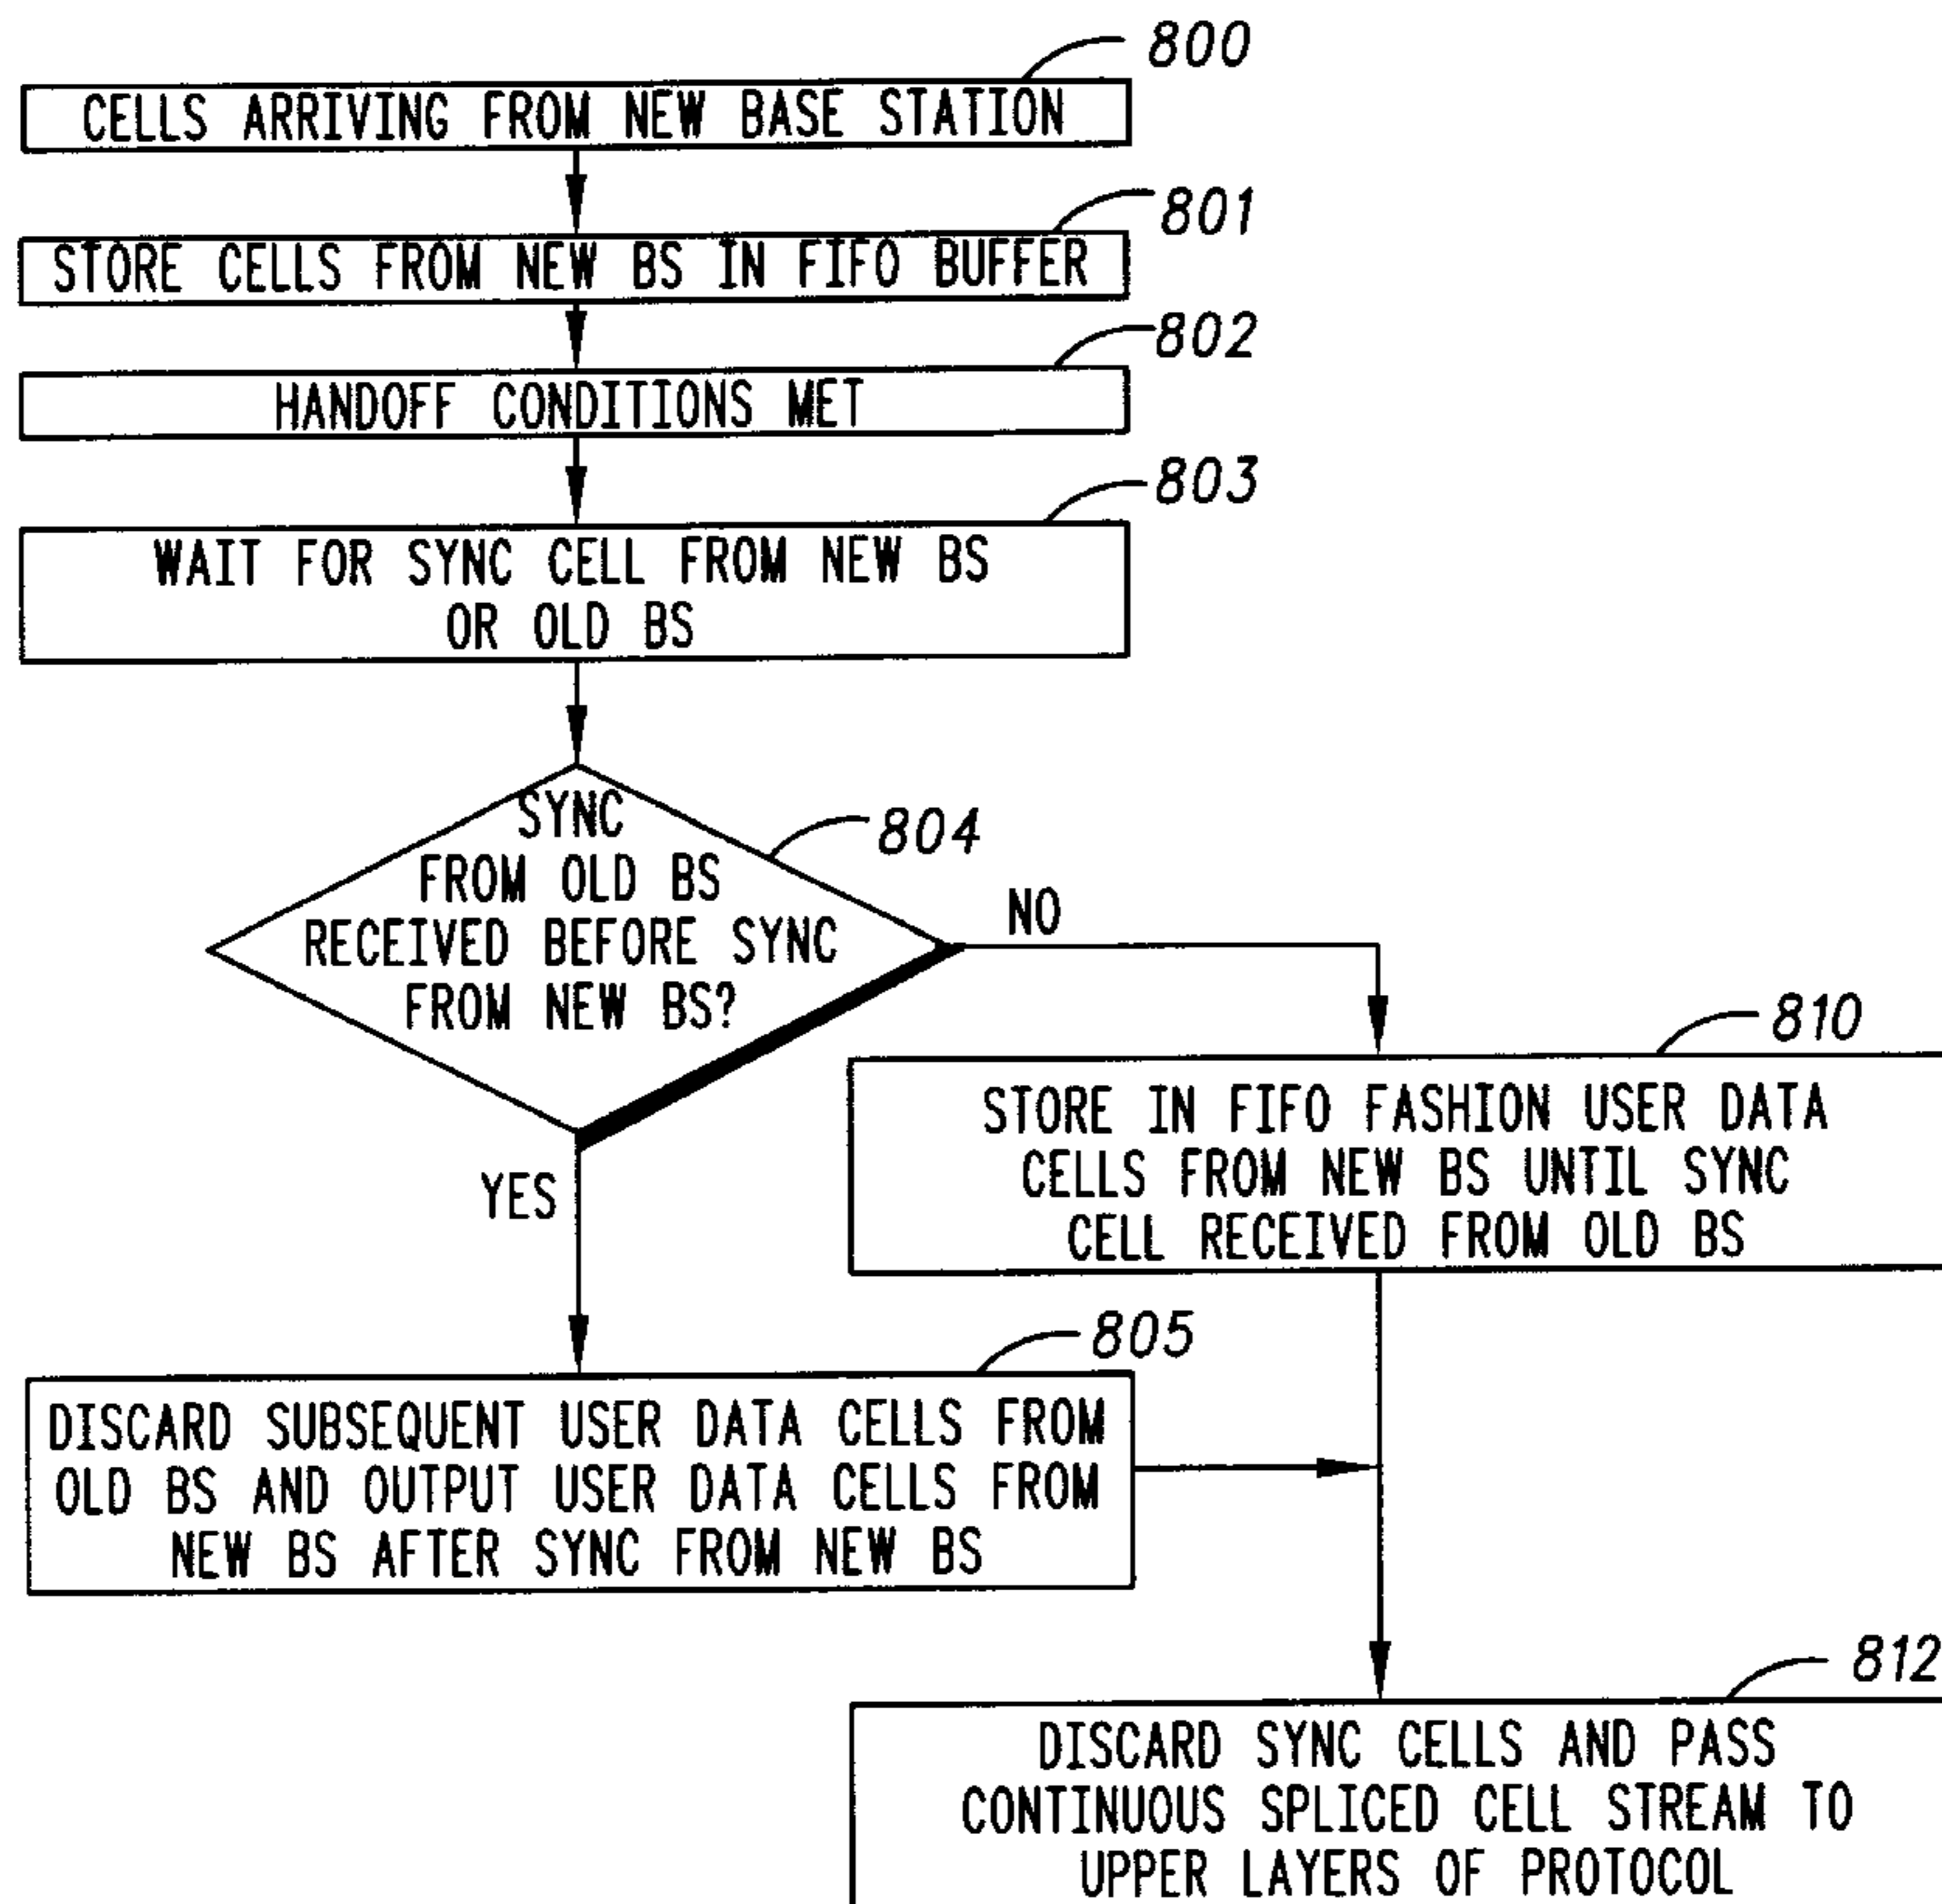 800
CELLS ARRIVING FROM NEW BASE STATION
801
STORE CELLS FROM NEW BS IN FIFO BUFFER
802
HANDOFF CONDITIONS MET
803
WAIT FOR SYNC CELL FROM NEW BS
OR OLD BS
804
SYNC
FROM OLD BS
RECEIVED BEFORE SYNC
FROM NEW BS?
NO
YES
810
STORE IN FIFO FASHION USER DATA
CELLS FROM NEW BS UNTIL SYNC
CELL RECEIVED FROM OLD BS
805
DISCARD SUBSEQUENT USER DATA CELLS FROM
OLD BS AND OUTPUT USER DATA CELLS FROM
NEW BS AFTER SYNC FROM NEW BS
812
DISCARD SYNC CELLS AND PASS
CONTINUOUS SPLICED CELL STREAM TO
UPPER LAYERS OF PROTOCOL